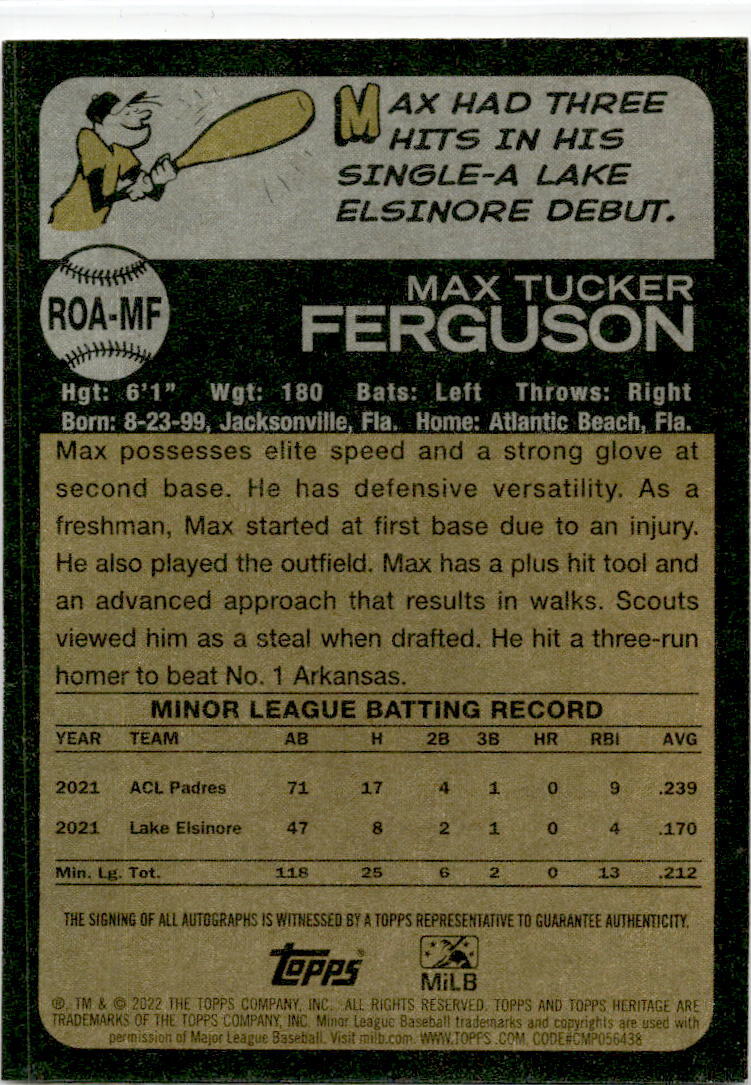 MAX HAD THREE
HITS IN HIS
SINGLE-A LAKE
ELSINORE DEBUT.
ROA-MF
MAX TUCKER
FERGUSON
Hgt: 6'1" Wgt: 180 Bats: Left Throws: Right
Born: 8-23-99, Jacksonville, Fla. Home: Atlantic Beach, Fla.
Max possesses elite speed and a strong glove at
second base. He has defensive versatility. As a
freshman, Max started at first base due to an injury.
He also played the outfield. Max has a plus hit tool and
an advanced approach that results in walks. Scouts
viewed him as a steal when drafted. He hit a three-run
homer to beat No. 1 Arkansas.
MINOR LEAGUE BATTING RECORD
YEAR TEAM AB H 2B 3B HR RBI AVG
2021 ACL Padres 71 17 4 1 0 9 .239
2021 Lake Elsinore 47 8 2 1 0 4 .170
Min. Lg. Tot. 118 25 6 2 0 13 .212
THE SIGNING OF ALL AUTOGRAPHS IS WITNESSED BY A TOPPS REPRESENTATIVE TO GUARANTEE AUTHENTICITY.
topps® MiLB
®, TM & © 2022 THE TOPPS COMPANY, INC. ALL RIGHTS RESERVED. TOPPS AND TOPPS HERITAGE ARE
TRADEMARKS OF THE TOPPS COMPANY, INC. Minor League Baseball trademarks and copyrights are used with
permission of Major League Baseball. Visit milb.com. WWW.TOPPS.COM. CODE#CMP056438